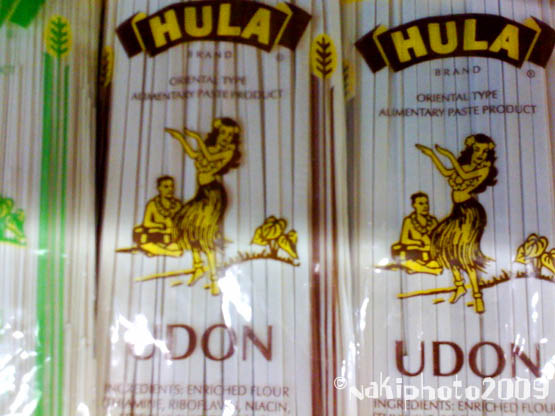 HULA
BRAND ®
ORIENTAL TYPE
ALIMENTARY PASTE PRODUCT
UDON
INGREDIENTS: ENRICHED FLOUR
THIAMINE, RIBOFLAVIN, NIACIN,
HULA
BRAND ®
ORIENTAL TYPE
ALIMENTARY PASTE PRODUCT
UDON
INGREDIENTS: ENRICHED FLOUR
©Nakiphoto2009